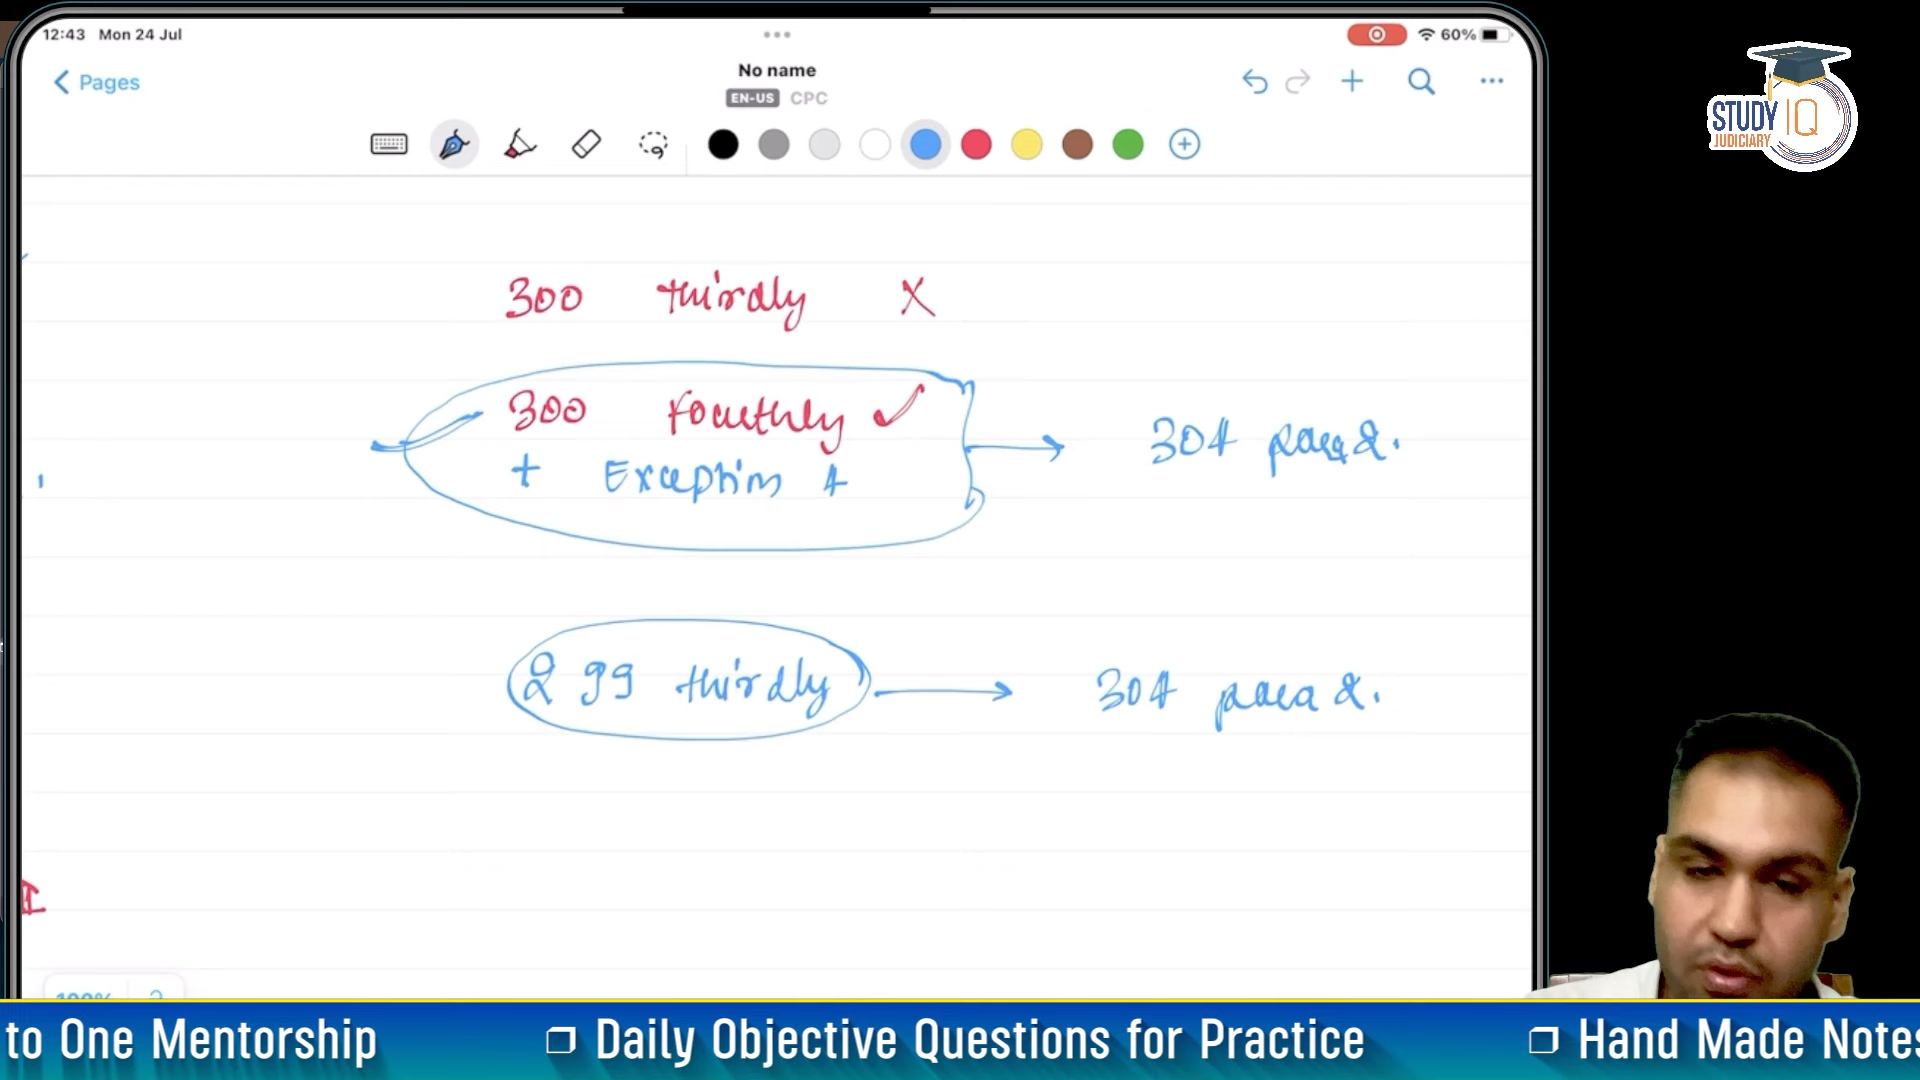 12:43 Mon 24 Jul
60%
Pages
No name
EN-US CPC
STUDY IQ
JUDICIARY
300 thirdly X
300 Fourthly ✓
+ Exception 4
304 para 2.
299 thirdly
304 para 2.
to One Mentorship
Daily Objective Questions for Practice
Hand Made Notes